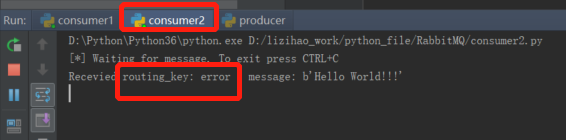 Run: consumer1 consumer2 producer
D:\Python\Python36\python.exe D:/lizihao_work/python_file/RabbitMQ/consumer2.py
[*] Waiting for message. To exit press CTRL+C
Recevied routing_key: error message: b'Hello World!!!'